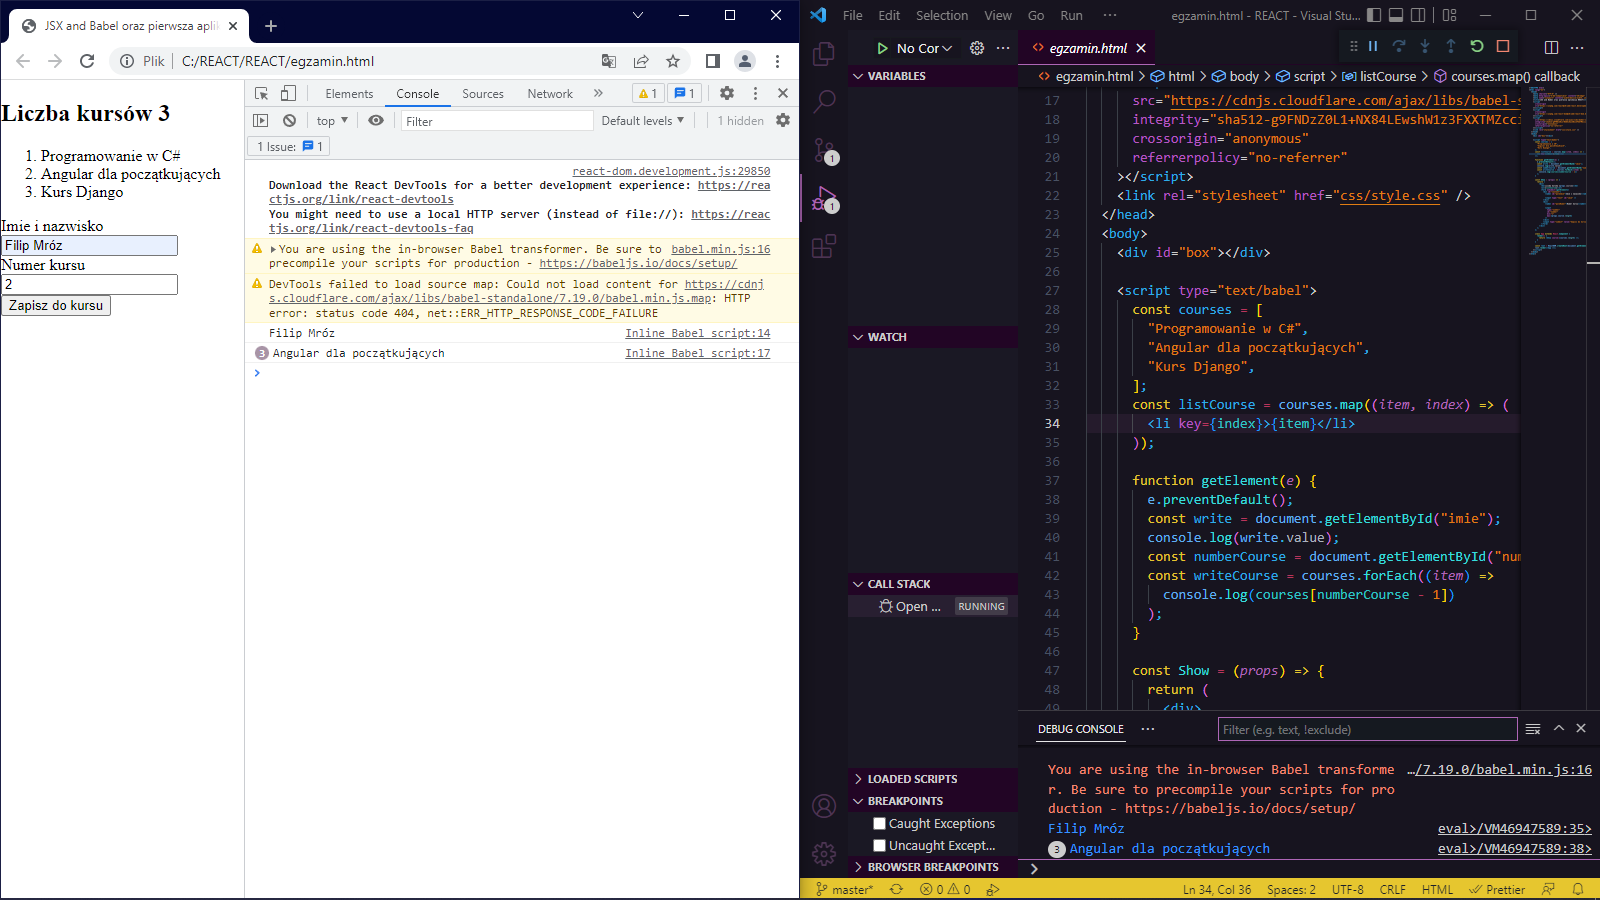 JSX and Babel oraz pierwsza aplik
Plik
C:/REACT/REACT/egzamin.html
Liczba kursów 3
1. Programowanie w C#
2. Angular dla początkujących
3. Kurs Django
Imie i nazwisko
Filip Mróz
Numer kursu
2
Zapisz do kursu
Elements
Console
Sources
Network
1
1
top
Filter
Default levels
1 hidden
1 Issue: 1
react-dom.development.js:29850
Download the React DevTools for a better development experience: https://rea
ctjs.org/link/react-devtools
You might need to use a local HTTP server (instead of file://): https://reac
tjs.org/link/react-devtools-faq
You are using the in-browser Babel transformer. Be sure to babel.min.js:16
precompile your scripts for production - https://babeljs.io/docs/setup/
DevTools failed to load source map: Could not load content for https://cdnj
s.cloudflare.com/ajax/libs/babel-standalone/7.19.0/babel.min.js.map: HTTP
error: status code 404, net::ERR_HTTP_RESPONSE_CODE_FAILURE
Filip Mróz Inline Babel script:14
3 Angular dla początkujących Inline Babel script:17
File Edit Selection View Go Run ···
egzamin.html - REACT - Visual Stu...
1
1
No Cor
VARIABLES
WATCH
CALL STACK
Open ... RUNNING
LOADED SCRIPTS
BREAKPOINTS
Caught Exceptions
Uncaught Except...
BROWSER BREAKPOINTS
egzamin.html
egzamin.html > html > body > script > listCourse > courses.map() callback
17 src="https://cdnjs.cloudflare.com/ajax/libs/babel-s
18 integrity="sha512-g9FNDzZ0L1+NX84LEwshW1z3FXXTMZcci
19 crossorigin="anonymous"
20 referrerpolicy="no-referrer"
21 ></script>
22 <link rel="stylesheet" href="css/style.css" />
23 </head>
24 <body>
25 <div id="box"></div>
26
27 <script type="text/babel">
28 const courses = [
29 "Programowanie w C#",
30 "Angular dla początkujących",
31 "Kurs Django",
32 ];
33 const listCourse = courses.map((item, index) => (
34 <li key={index}>{item}</li>
35 ));
36
37 function getElement(e) {
38 e.preventDefault();
39 const write = document.getElementById("imie");
40 console.log(write.value);
41 const numberCourse = document.getElementById("num
42 const writeCourse = courses.forEach((item) =>
43 console.log(courses[numberCourse - 1])
44 );
45 }
46
47 const Show = (props) => {
48 return (
49 <div>
DEBUG CONSOLE ···
Filter (e.g. text, !exclude)
You are using the in-browser Babel transforme …/7.19.0/babel.min.js:16
r. Be sure to precompile your scripts for pro
duction - https://babeljs.io/docs/setup/
Filip Mróz eval>/VM46947589:35>
3 Angular dla początkujących eval>/VM46947589:38>
master* 0 0 Ln 34, Col 36 Spaces: 2 UTF-8 CRLF HTML Prettier